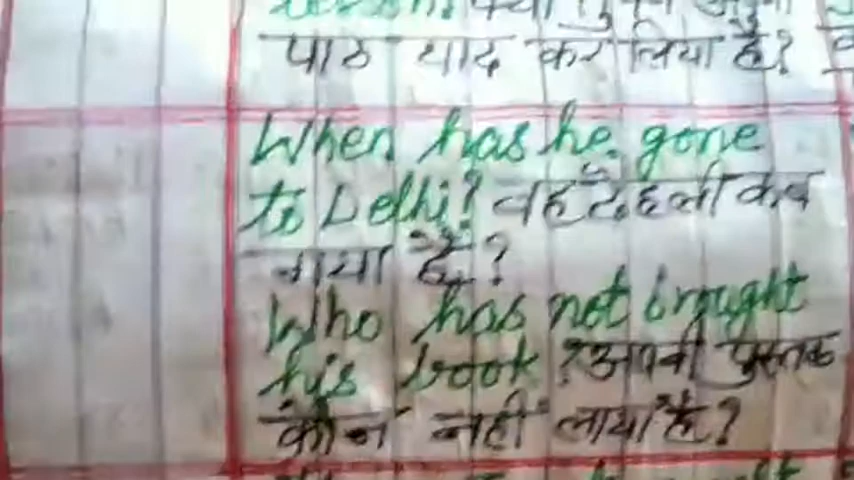 पाठ याद कर लिया है?
When has he gone
to Delhi? वह देहली कब
गया है?
Who has not brought
his book? अपनी पुस्तक
कौन नहीं लाया है?